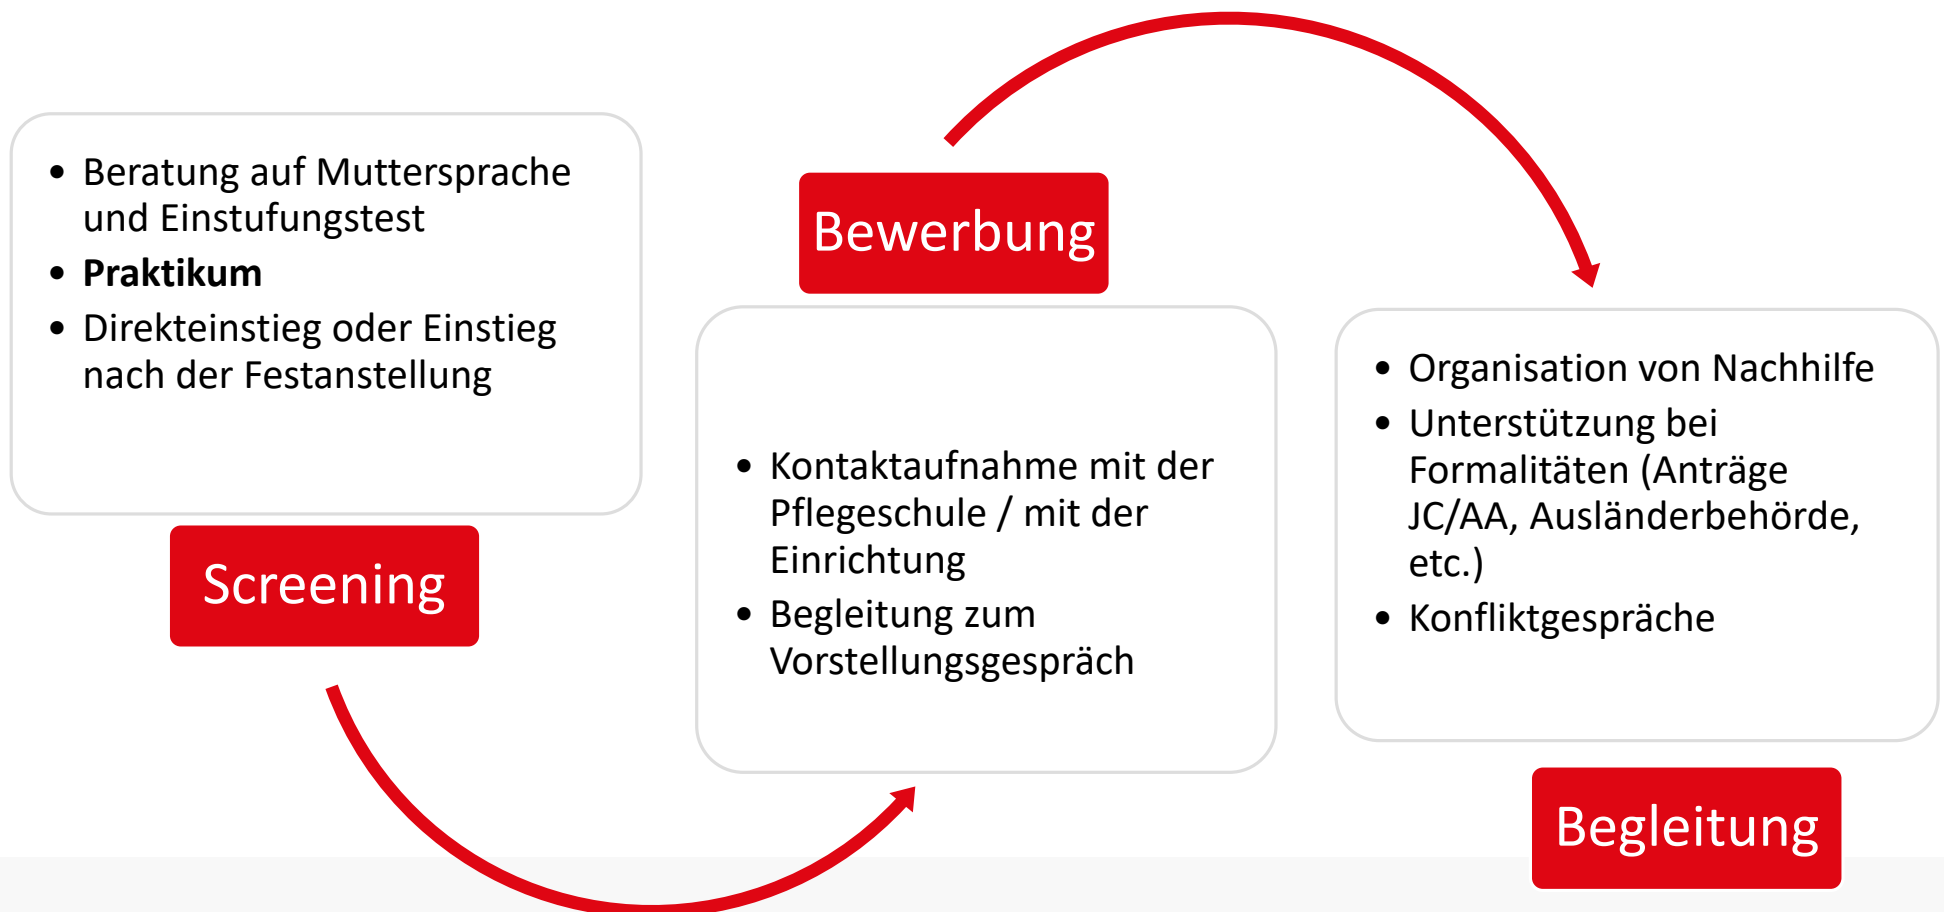 • Beratung auf Muttersprache
und Einstufungstest
• Praktikum
• Direkteinstieg oder Einstieg
nach der Festanstellung
Screening
Bewerbung
• Kontaktaufnahme mit der
Pflegeschule / mit der
Einrichtung
• Begleitung zum
Vorstellungsgespräch
• Organisation von Nachhilfe
• Unterstützung bei
Formalitäten (Anträge
JC/AA, Ausländerbehörde,
etc.)
• Konfliktgespräche
Begleitung